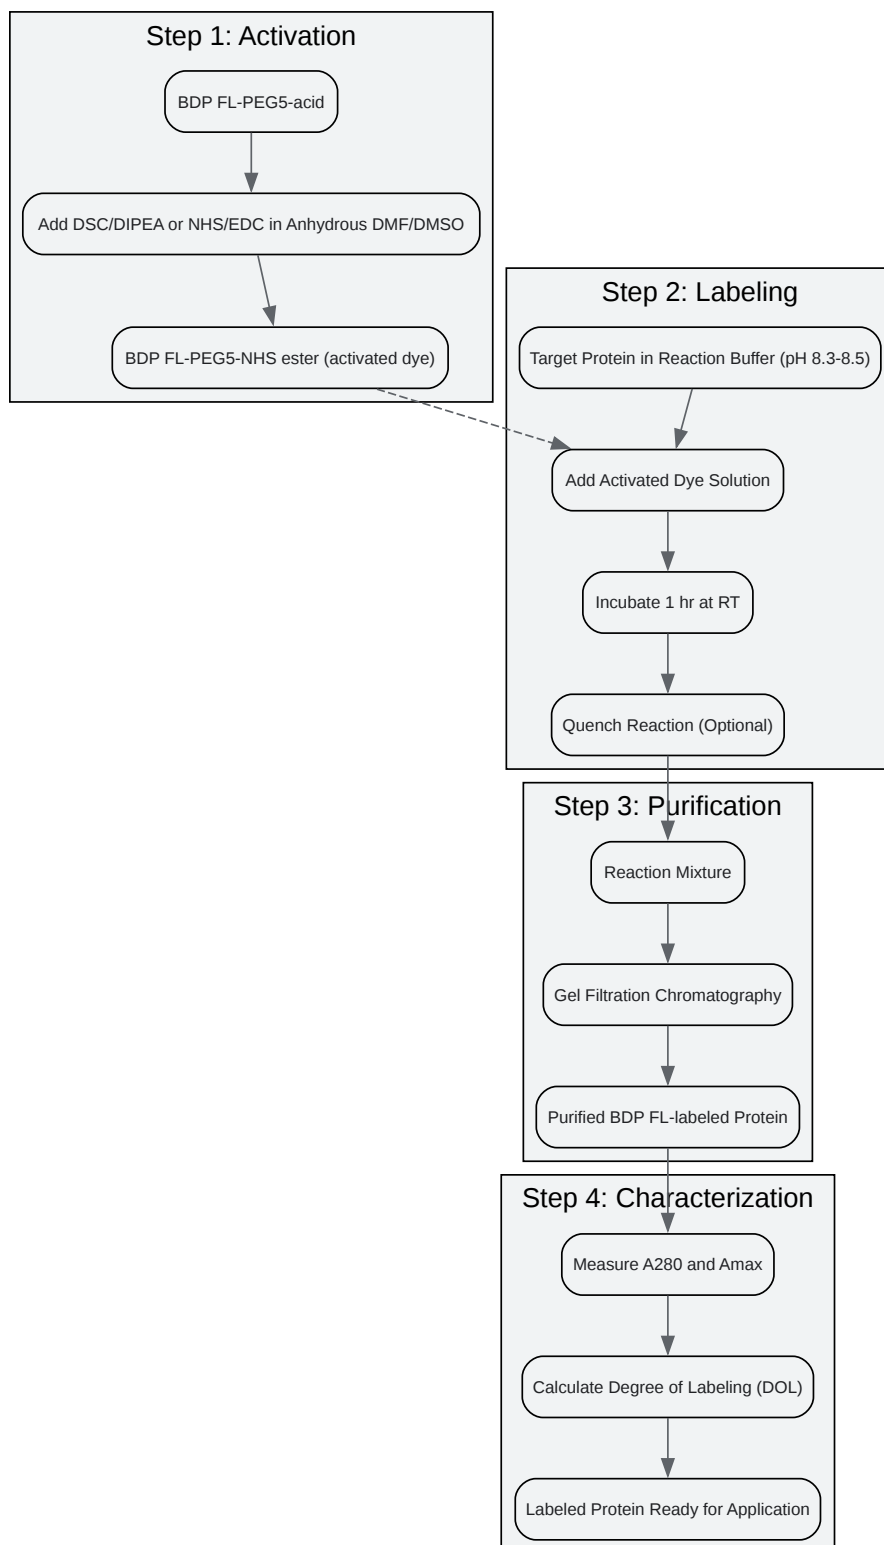 Step 1: Activation
BDP FL-PEG5-acid
Add DSC/DIPEA or NHS/EDC in Anhydrous DMF/DMSO
BDP FL-PEG5-NHS ester (activated dye)
Step 2: Labeling
Target Protein in Reaction Buffer (pH 8.3-8.5)
Add Activated Dye Solution
Incubate 1 hr at RT
Quench Reaction (Optional)
Step 3: Purification
Reaction Mixture
Gel Filtration Chromatography
Purified BDP FL-labeled Protein
Step 4: Characterization
Measure A280 and Amax
Calculate Degree of Labeling (DOL)
Labeled Protein Ready for Application